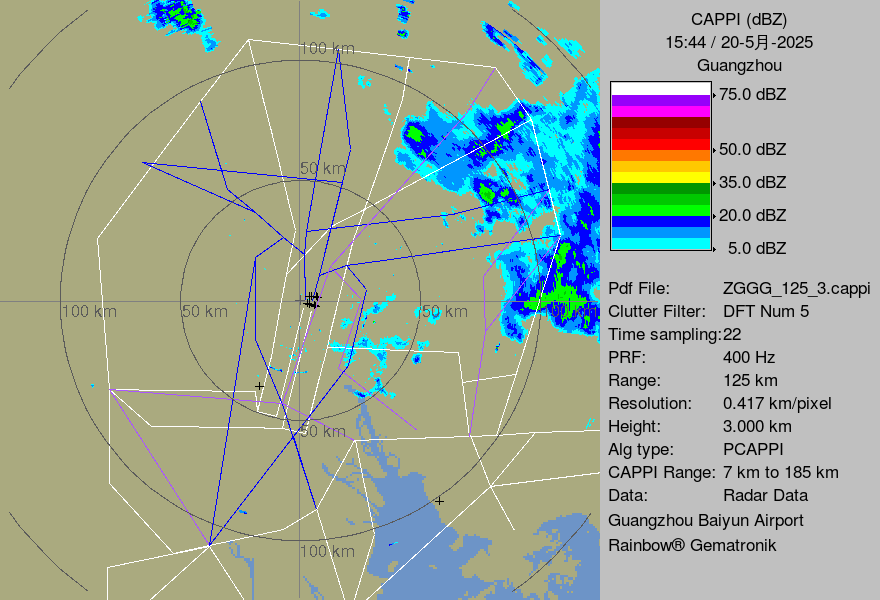 CAPPI (dBZ)
15:44 / 20-5月-2025
Guangzhou
75.0 dBZ
50.0 dBZ
35.0 dBZ
20.0 dBZ
5.0 dBZ
Pdf File: ZGGG_125_3.cappi
Clutter Filter: DFT Num 5
Time sampling:22
PRF: 400 Hz
Range: 125 km
Resolution: 0.417 km/pixel
Height: 3.000 km
Alg type: PCAPPI
CAPPI Range: 7 km to 185 km
Data: Radar Data
Guangzhou Baiyun Airport
Rainbow® Gematronik
100 km
50 km
100 km
50 km
50 km
50 km
100 km